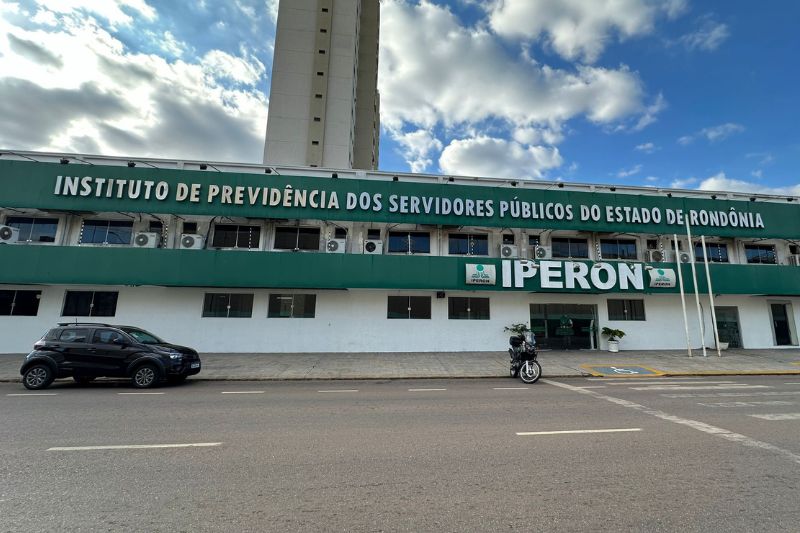 INSTITUTO DE PREVIDÊNCIA DOS SERVIDORES PÚBLICOS DO ESTADO DE RONDÔNIA
IPERON